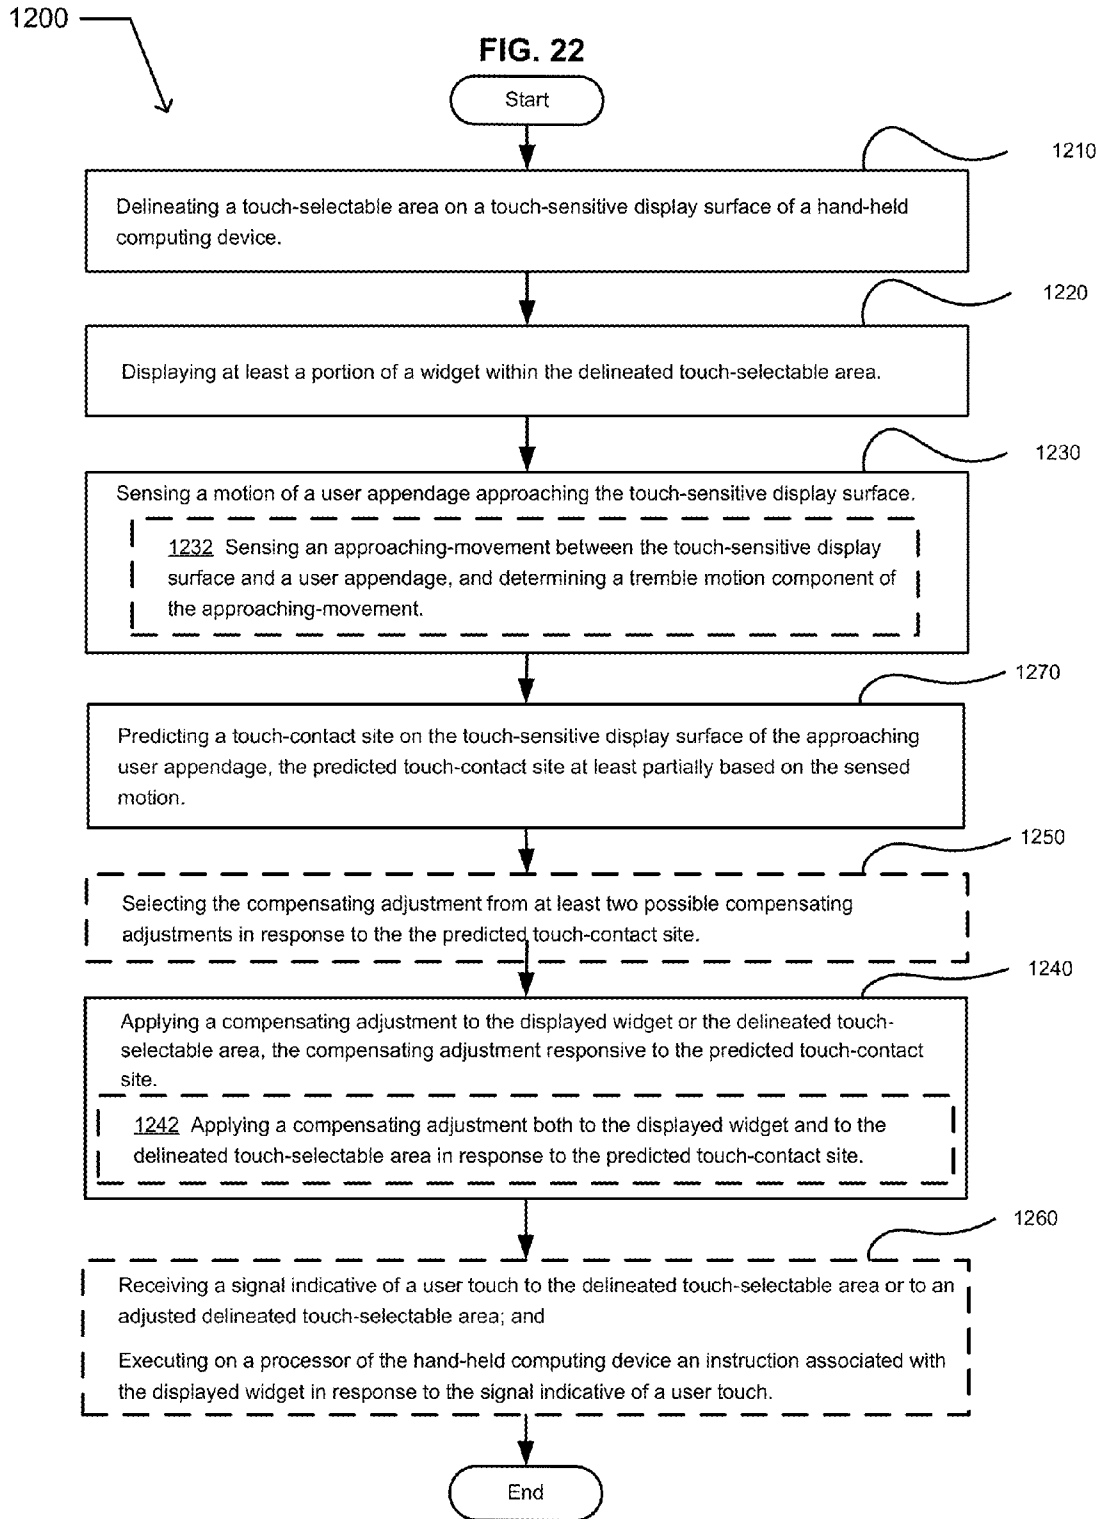 1200
FIG. 22
Start
1210
Delineating a touch-selectable area on a touch-sensitive display surface of a hand-held
computing device.
1220
Displaying at least a portion of a widget within the delineated touch-selectable area.
1230
Sensing a motion of a user appendage approaching the touch-sensitive display surface.
1232 Sensing an approaching-movement between the touch-sensitive display
surface and a user appendage, and determining a tremble motion component of
the approaching-movement.
1270
Predicting a touch-contact site on the touch-sensitive display surface of the approaching
user appendage, the predicted touch-contact site at least partially based on the sensed
motion.
1250
Selecting the compensating adjustment from at least two possible compensating
adjustments in response to the the predicted touch-contact site.
1240
Applying a compensating adjustment to the displayed widget or the delineated touch-
selectable area, the compensating adjustment responsive to the predicted touch-contact
site.
1242 Applying a compensating adjustment both to the displayed widget and to the
delineated touch-selectable area in response to the predicted touch-contact site.
1260
Receiving a signal indicative of a user touch to the delineated touch-selectable area or to an
adjusted delineated touch-selectable area; and
Executing on a processor of the hand-held computing device an instruction associated with
the displayed widget in response to the signal indicative of a user touch.
End